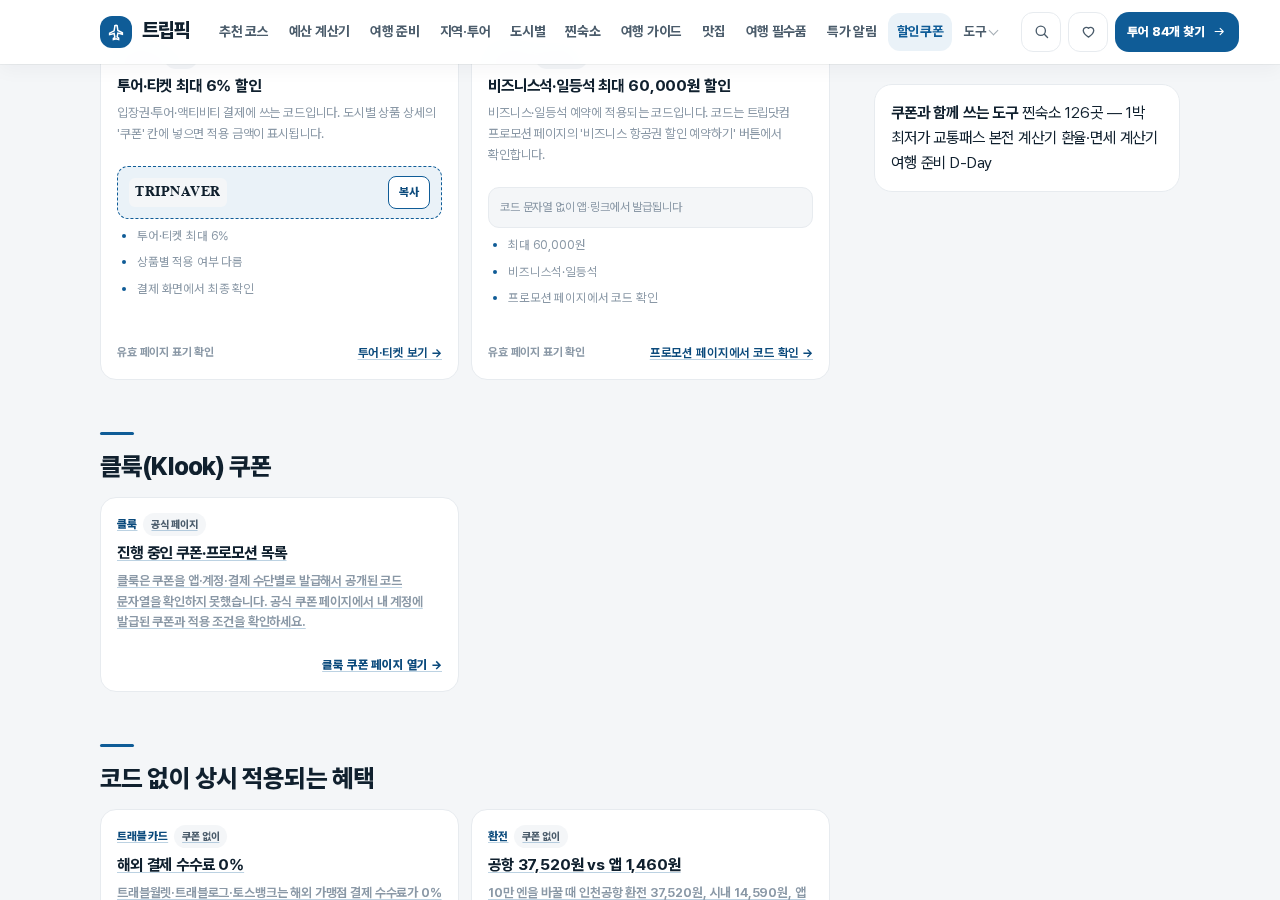 트립픽
추천 코스
예산 계산기
여행 준비
지역·투어
도시별
찐숙소
여행 가이드
맛집
여행 필수품
특가 알림
할인쿠폰
도구
투어 84개 찾기 →
투어·티켓 최대 6% 할인
입장권·투어·액티비티 결제에 쓰는 코드입니다. 도시별 상품 상세의
'쿠폰' 칸에 넣으면 적용 금액이 표시됩니다.
TRIPNAVER
복사
• 투어·티켓 최대 6%
• 상품별 적용 여부 다름
• 결제 화면에서 최종 확인
유효 페이지 표기 확인
투어·티켓 보기 →
비즈니스석·일등석 최대 60,000원 할인
비즈니스·일등석 예약에 적용되는 코드입니다. 코드는 트립닷컴
프로모션 페이지의 '비즈니스 항공권 할인 예약하기' 버튼에서
확인합니다.
코드 문자열 없이 앱·링크에서 발급됩니다
• 최대 60,000원
• 비즈니스석·일등석
• 프로모션 페이지에서 코드 확인
유효 페이지 표기 확인
프로모션 페이지에서 코드 확인 →
쿠폰과 함께 쓰는 도구 찐숙소 126곳 — 1박
최저가 교통패스 본전 계산기 환율·면세 계산기
여행 준비 D-Day
클룩(Klook) 쿠폰
클룩 공식 페이지
진행 중인 쿠폰·프로모션 목록
클룩은 쿠폰을 앱·계정·결제 수단별로 발급해서 공개된 코드
문자열을 확인하지 못했습니다. 공식 쿠폰 페이지에서 내 계정에
발급된 쿠폰과 적용 조건을 확인하세요.
클룩 쿠폰 페이지 열기 →
코드 없이 상시 적용되는 혜택
트래블 카드 쿠폰 없이
해외 결제 수수료 0%
트래블월렛·트래블로그·토스뱅크는 해외 가맹점 결제 수수료가 0%
환전 쿠폰 없이
공항 37,520원 vs 앱 1,460원
10만 엔을 바꿀 때 인천공항 환전 37,520원, 시내 14,590원, 앱